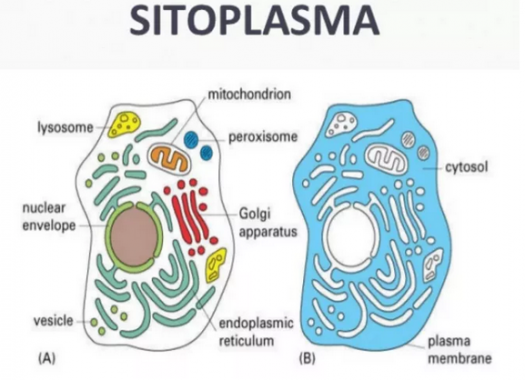 SITOPLASMA
mitochondrion
lysosome
peroxisome
cytosol
nuclear
envelope
Golgi
apparatus
vesicle
endoplasmic
reticulum
plasma
membrane
(A)
(B)